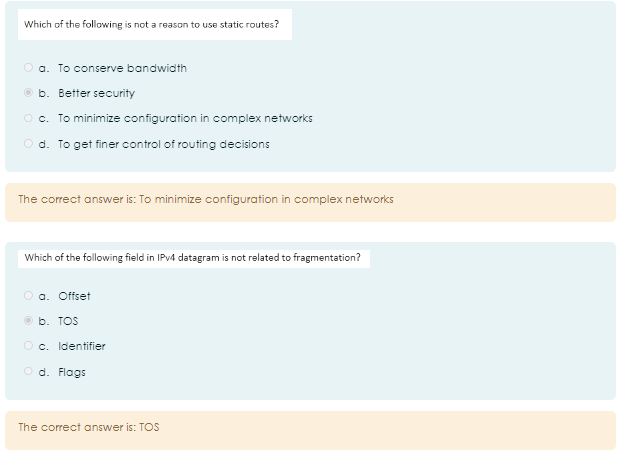 Which of the following is not a reason to use static routes?
a. To conserve bandwidth
b. Better security
c. To minimize configuration in complex networks
d. To get finer control of routing decisions
The correct answer is: To minimize configuration in complex networks
Which of the following field in IPv4 datagram is not related to fragmentation?
a. Offset
b. TOS
c. Identifier
d. Flags
The correct answer is: TOS